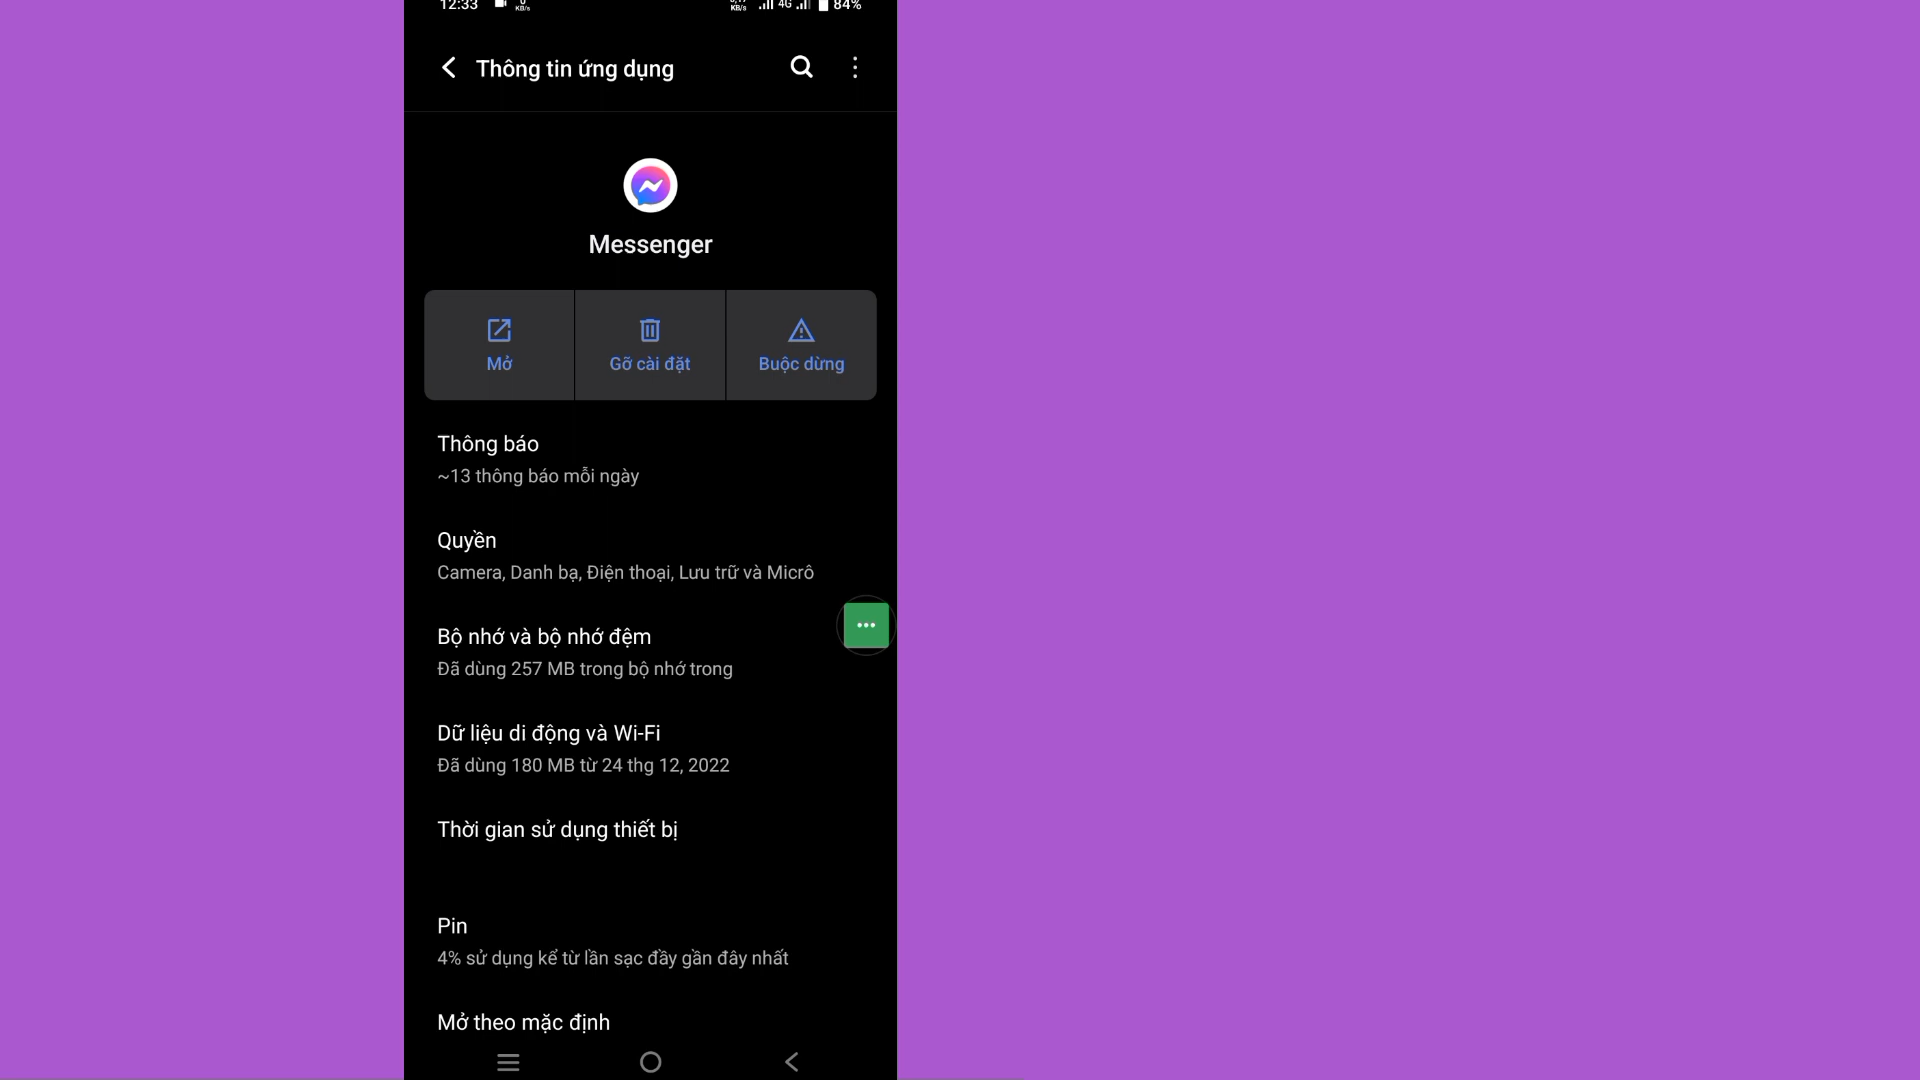 12:33 KB/s KB/s 4G 84%
Thông tin ứng dụng
Messenger
Mở Gỡ cài đặt Buộc dừng
Thông báo
~13 thông báo mỗi ngày
Quyền
Camera, Danh bạ, Điện thoại, Lưu trữ và Micrô
Bộ nhớ và bộ nhớ đệm
Đã dùng 257 MB trong bộ nhớ trong
Dữ liệu di động và Wi-Fi
Đã dùng 180 MB từ 24 thg 12, 2022
Thời gian sử dụng thiết bị
Pin
4% sử dụng kể từ lần sạc đầy gần đây nhất
Mở theo mặc định